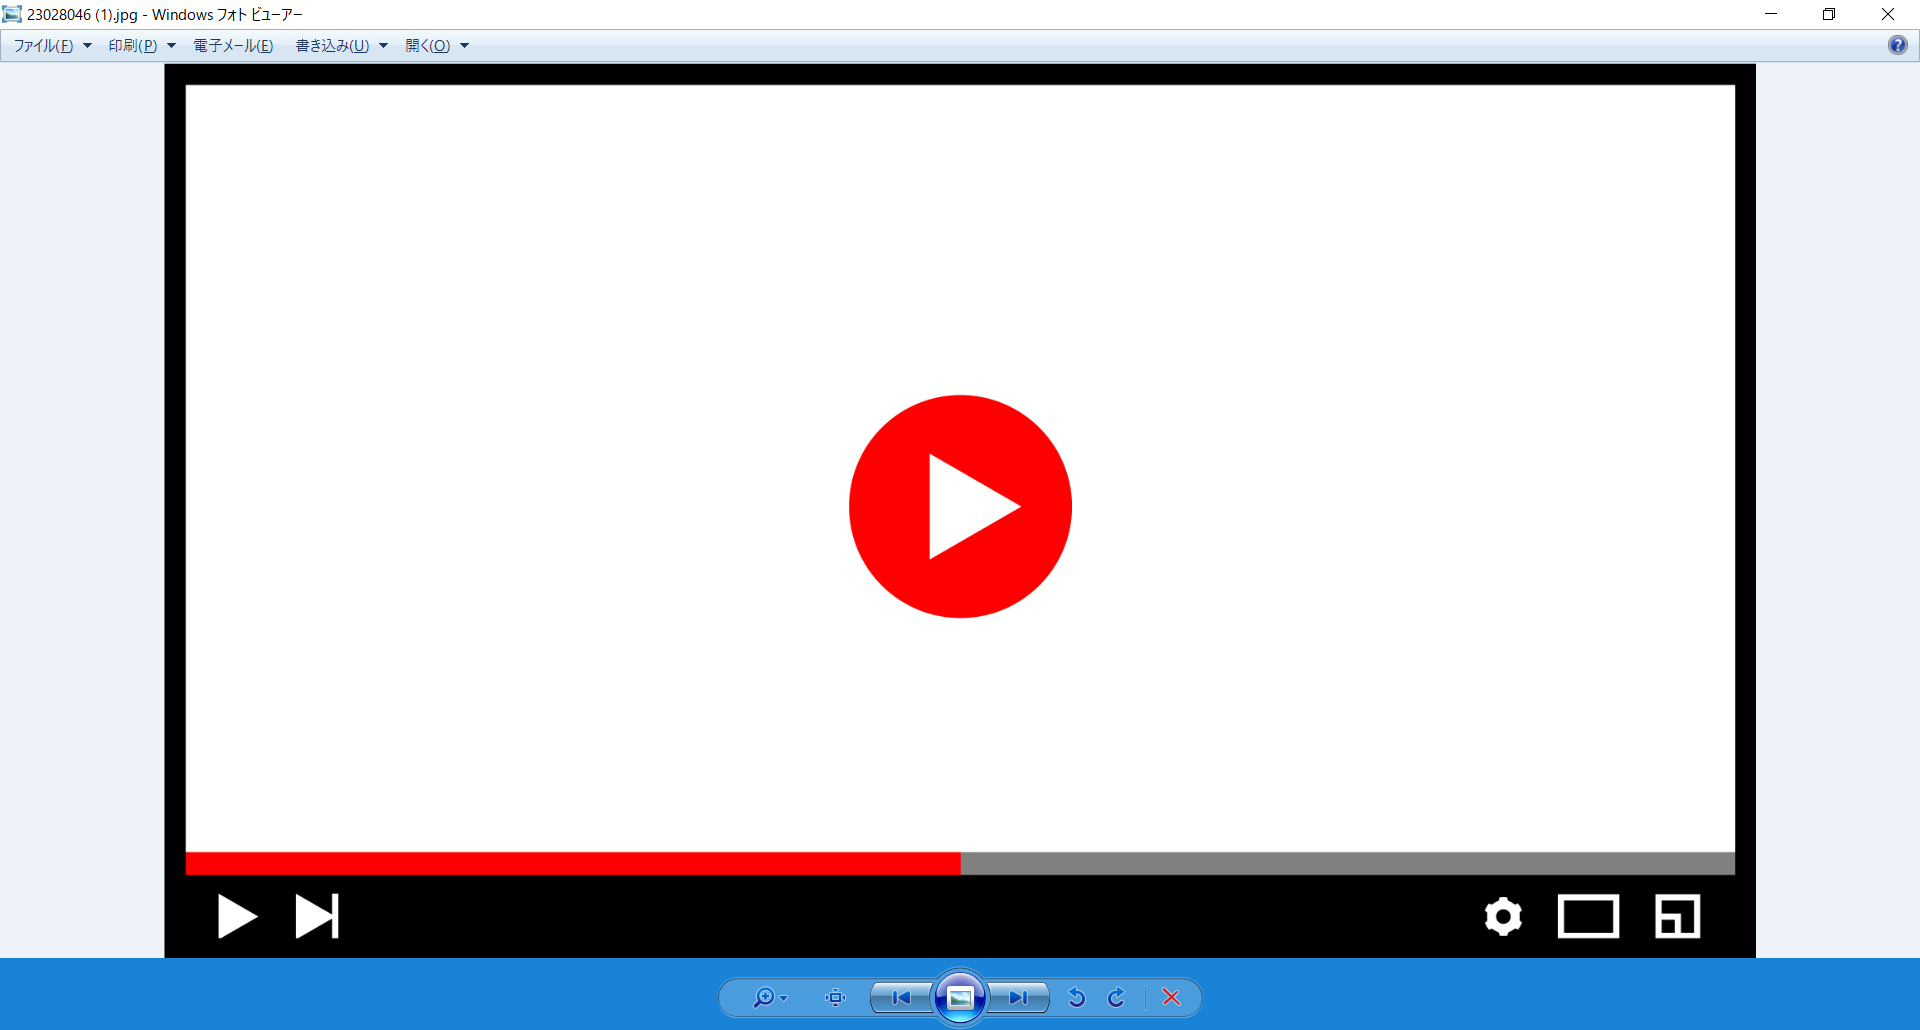 23028046 (1).jpg - Windows フォト ビューアー
ファイル(F) 印刷(P) 電子メール(E) 書き込み(U) 開く(O)